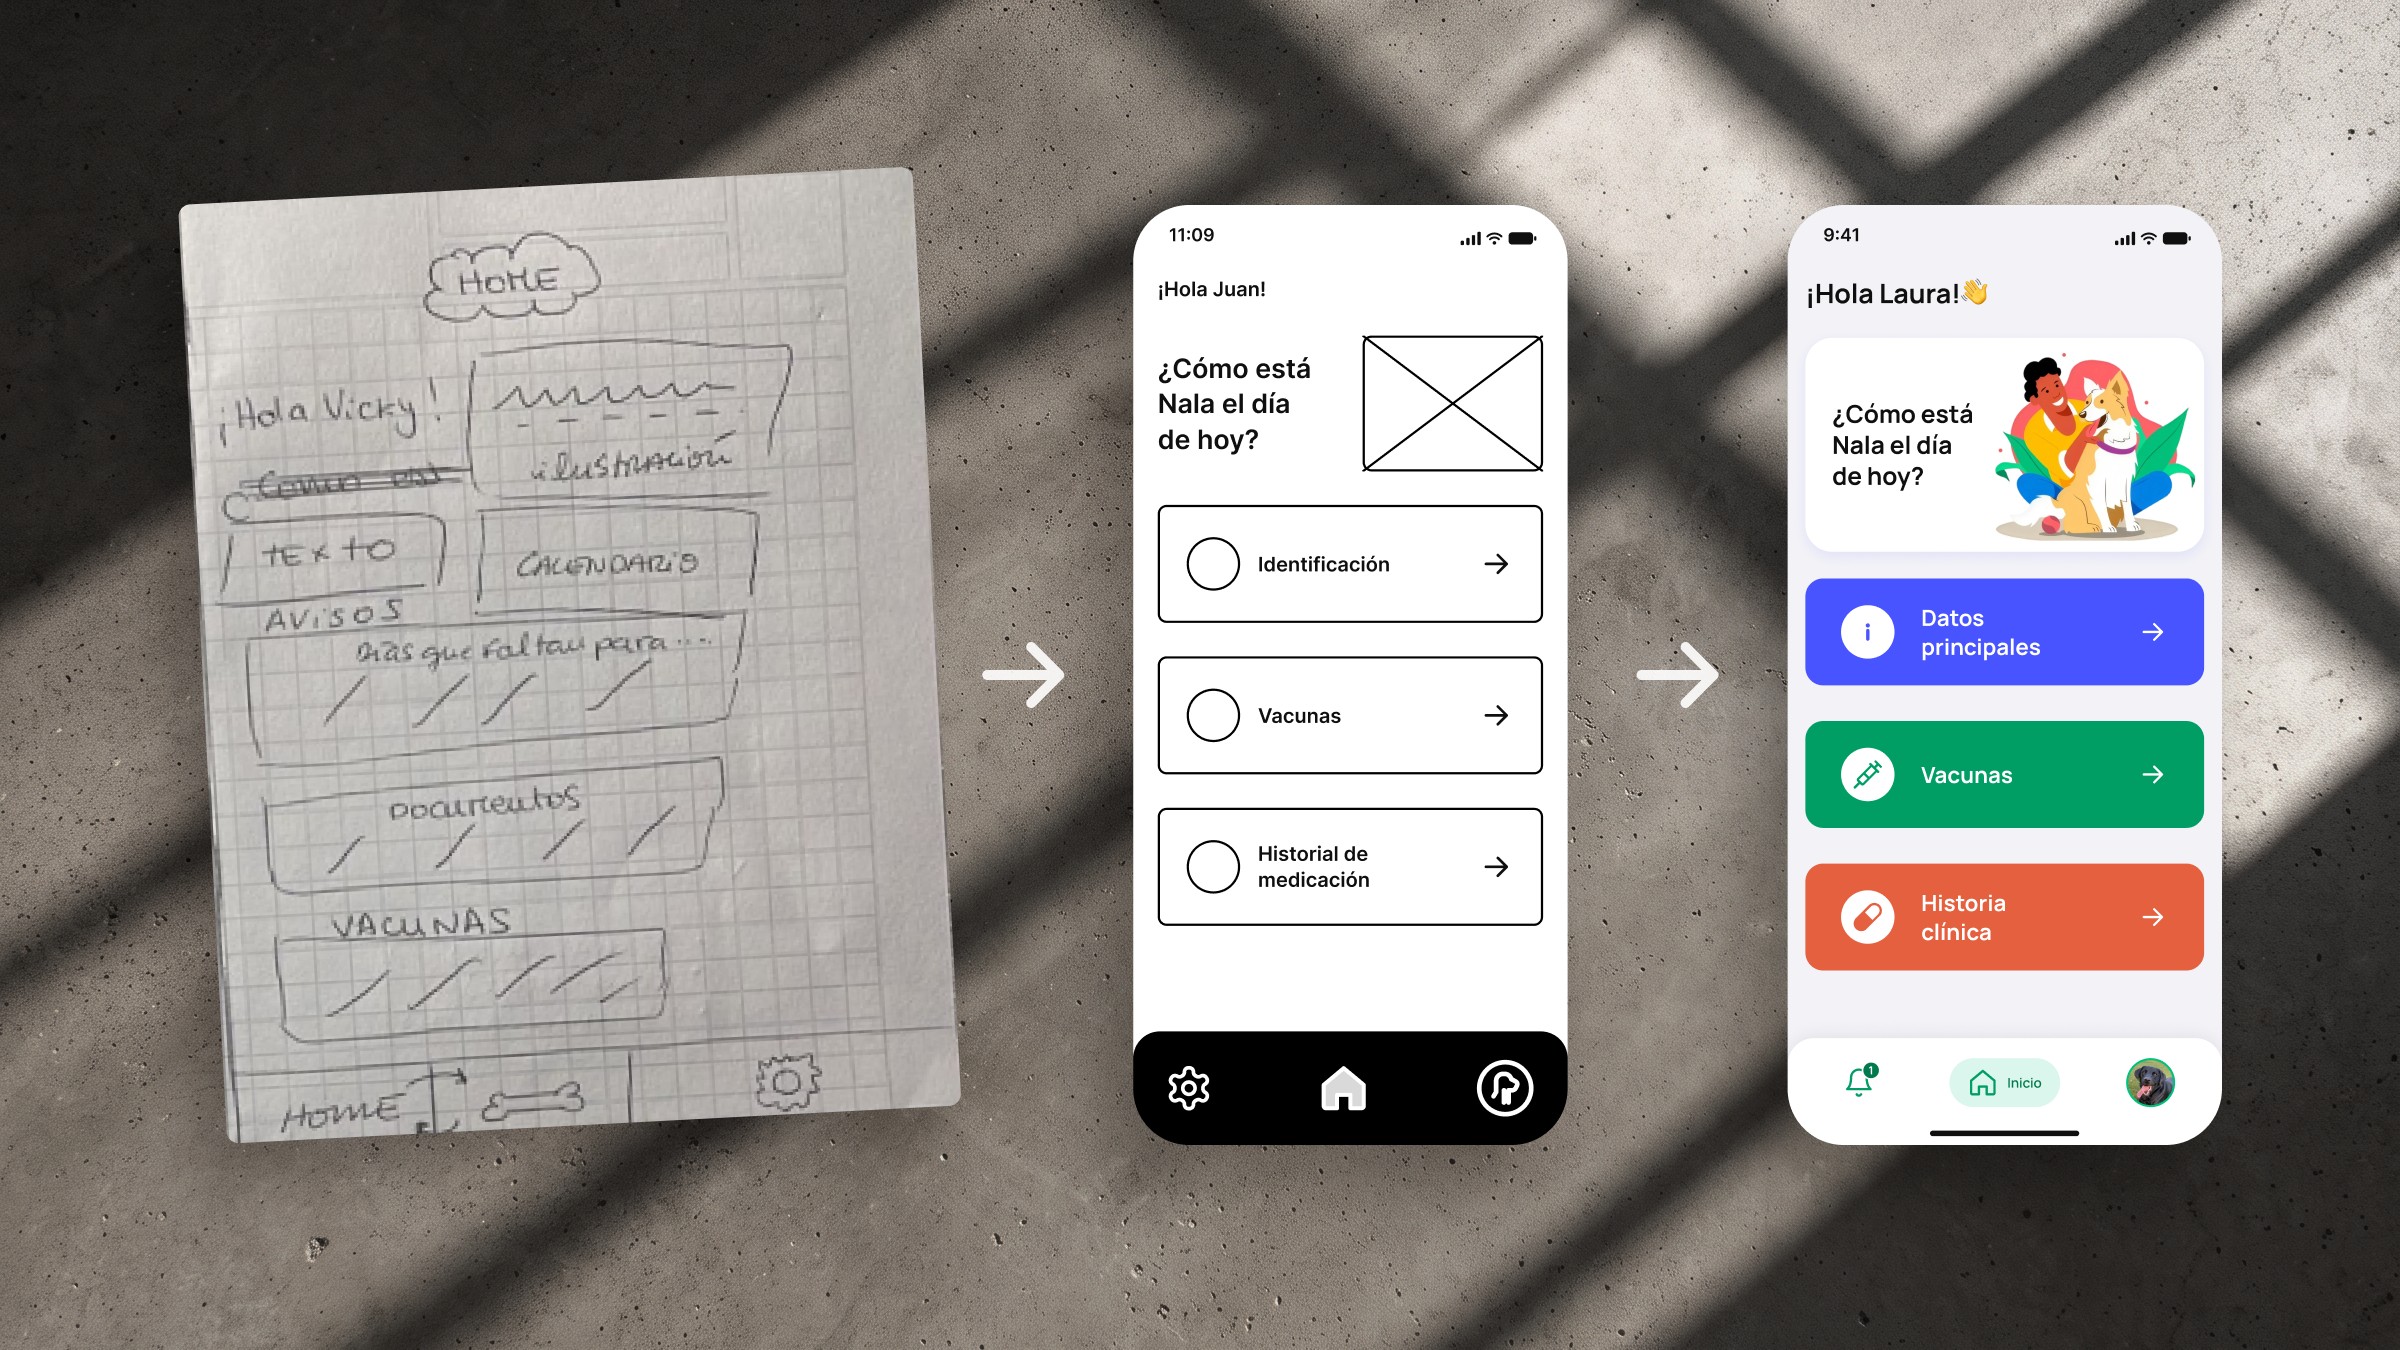 HOME
¡Hola Vicky!
Como está
ilustración
TEXTO
CALENDARIO
AVISOS
Días que faltan para....
DOCUMENTOS
VACUNAS
HOME
11:09
¡Hola Juan!
¿Cómo está
Nala el día
de hoy?
Identificación
Vacunas
Historial de
medicación
9:41
¡Hola Laura!👋
¿Cómo está
Nala el día
de hoy?
Datos
principales
Vacunas
Historia
clínica
1
Inicio